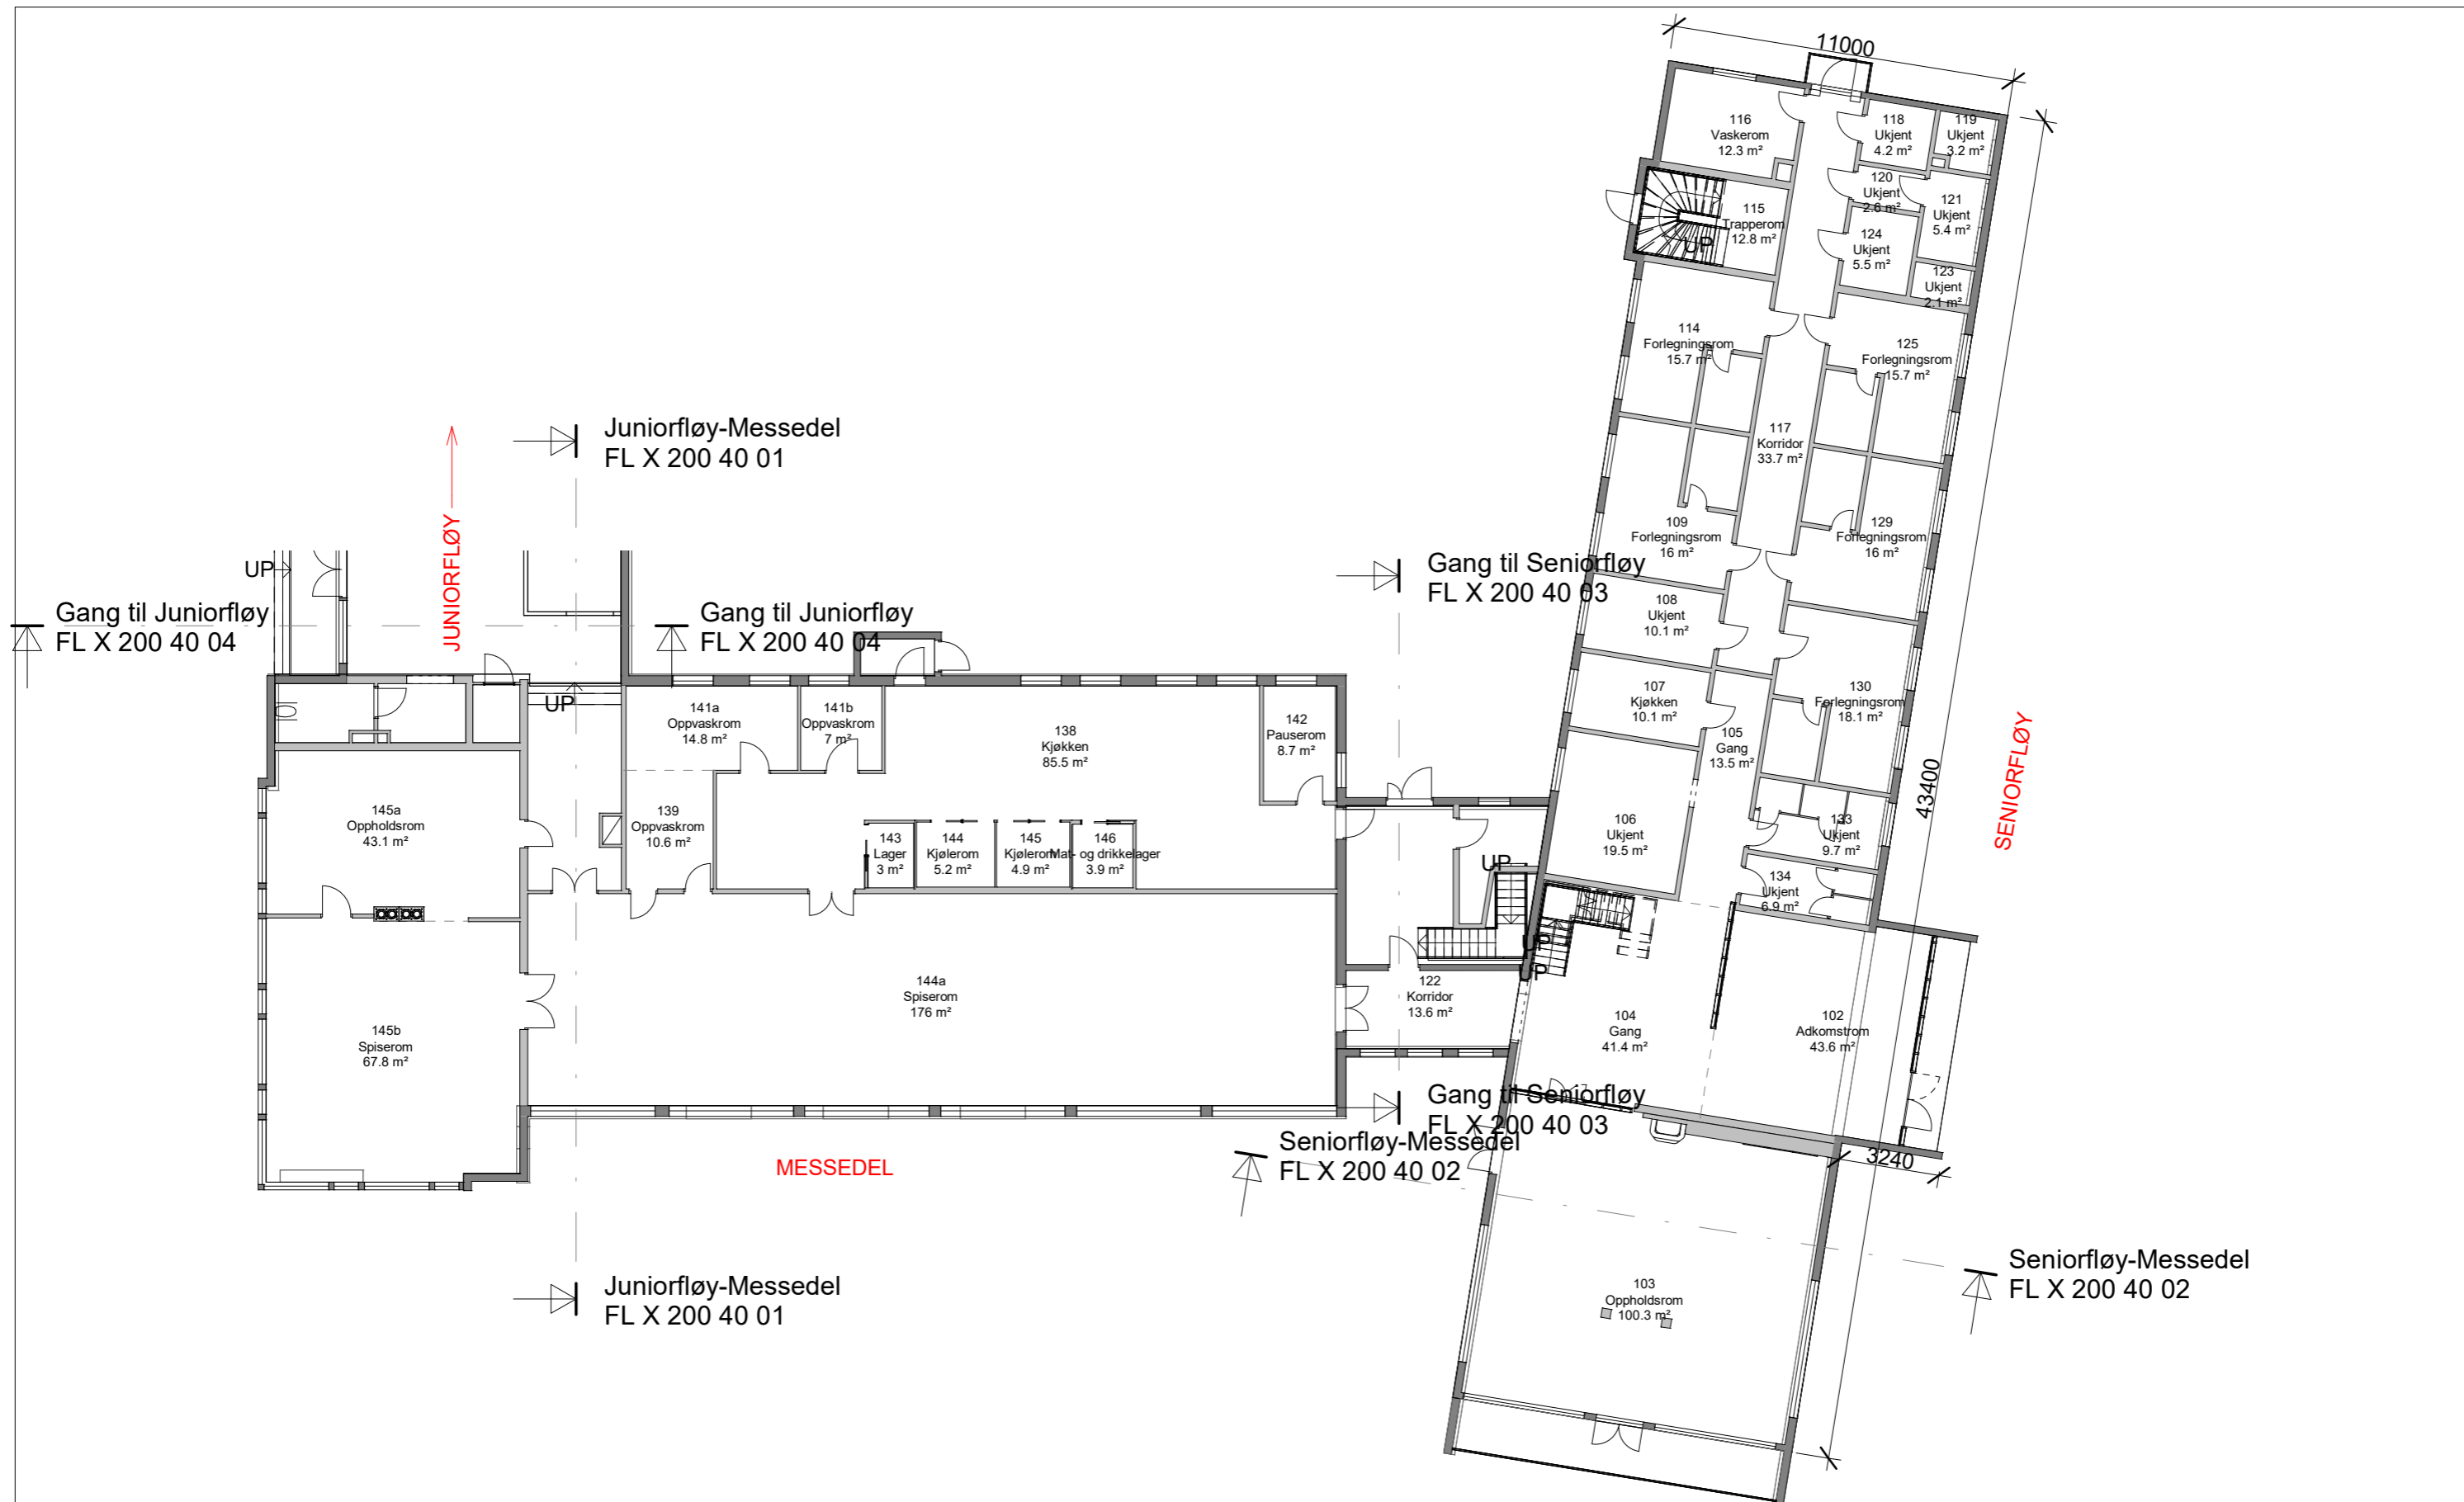 11000
116
Vaskerom
12.3 m²
118
Ukjent
4.2 m²
119
Ukjent
3.2 m²
120
Ukjent
2.6 m²
121
Ukjent
5.4 m²
115
Trapperom
12.8 m²
UP
124
Ukjent
5.5 m²
123
Ukjent
2.1 m²
114
Forlegningsrom
15.7 m²
125
Forlegningsrom
15.7 m²
117
Korridor
33.7 m²
109
Forlegningsrom
16 m²
129
Forlegningsrom
16 m²
108
Ukjent
10.1 m²
107
Kjøkken
10.1 m²
130
Forlegningsrom
18.1 m²
105
Gang
13.5 m²
106
Ukjent
19.5 m²
133
Ukjent
9.7 m²
134
Ukjent
6.9 m²
43400
SENIORFLØY
Juniorfløy-Messedel
FL X 200 40 01
JUNIORFLØY
UP
Gang til Juniorfløy
FL X 200 40 04
Gang til Juniorfløy
FL X 200 40 04
Gang til Seniorfløy
FL X 200 40 03
UP
141a
Oppvaskrom
14.8 m²
141b
Oppvaskrom
7 m²
138
Kjøkken
85.5 m²
142
Pauserom
8.7 m²
145a
Oppholdsrom
43.1 m²
139
Oppvaskrom
10.6 m²
143
Lager
3 m²
144
Kjølerom
5.2 m²
145
Kjølerom
4.9 m²
146
Mat- og drikkelager
3.9 m²
UP
UP
UP
145b
Spiserom
67.8 m²
144a
Spiserom
176 m²
122
Korridor
13.6 m²
104
Gang
41.4 m²
102
Adkomstrom
43.6 m²
Gang til Seniorfløy
FL X 200 40 03
MESSEDEL
Seniorfløy-Messedel
FL X 200 40 02
3240
103
Oppholdsrom
100.3 m²
Seniorfløy-Messedel
FL X 200 40 02
Juniorfløy-Messedel
FL X 200 40 01